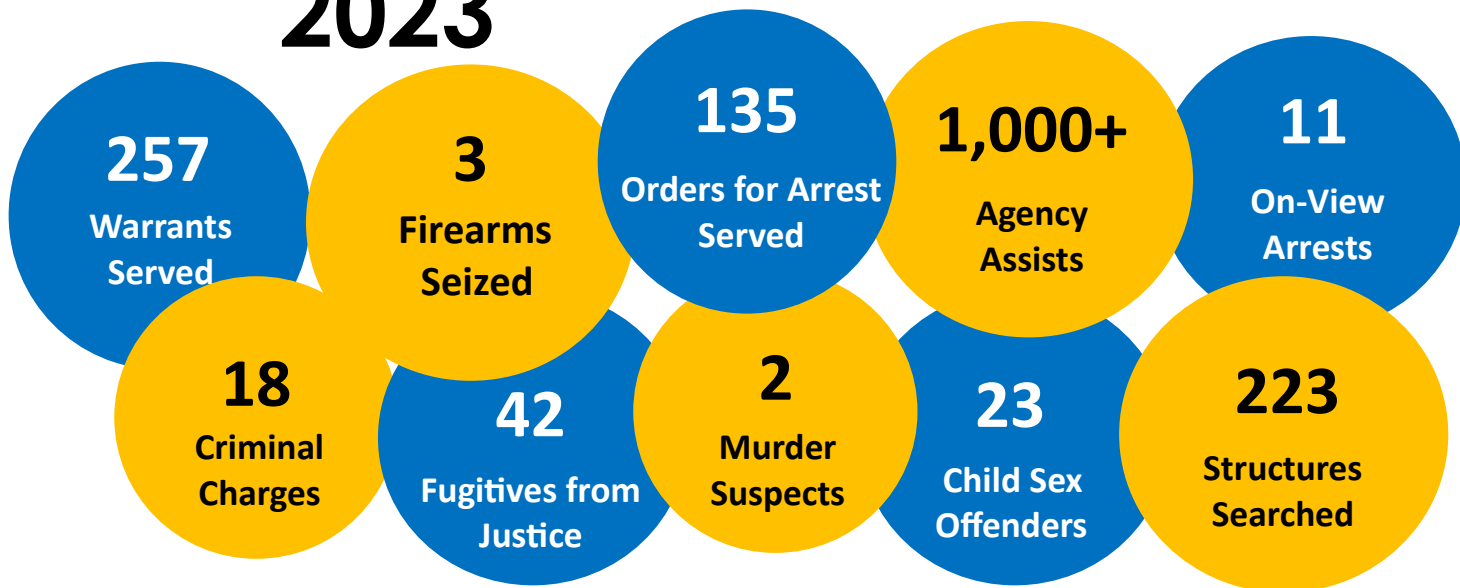 2023
257
Warrants
Served
3
Firearms
Seized
135
Orders for Arrest
Served
1,000+
Agency
Assists
11
On-View
Arrests
18
Criminal
Charges
42
Fugitives from
Justice
2
Murder
Suspects
23
Child Sex
Offenders
223
Structures
Searched